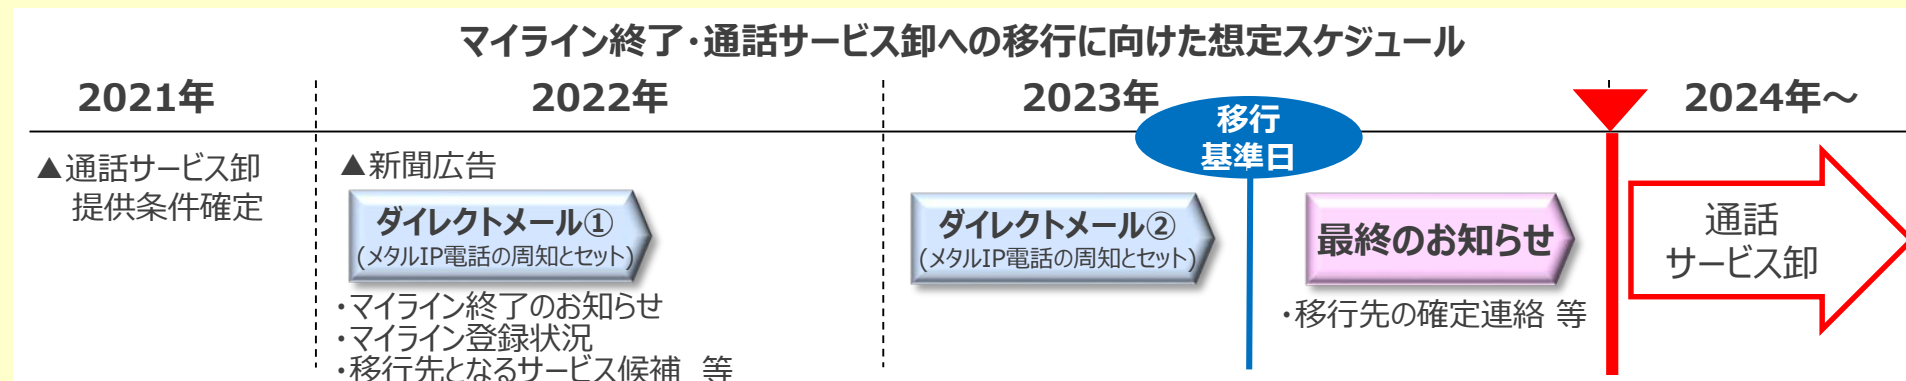 マイライン終了・通話サービス卸への移行に向けた想定スケジュール
2021年
2022年
2023年
2024年～
移行
基準日
▲通話サービス卸
提供条件確定
▲新聞広告
ダイレクトメール①
(メタルIP電話の周知とセット)
・マイライン終了のお知らせ
・マイライン登録状況
・移行先となるサービス候補 等
ダイレクトメール②
(メタルIP電話の周知とセット)
最終のお知らせ
・移行先の確定連絡 等
通話
サービス卸